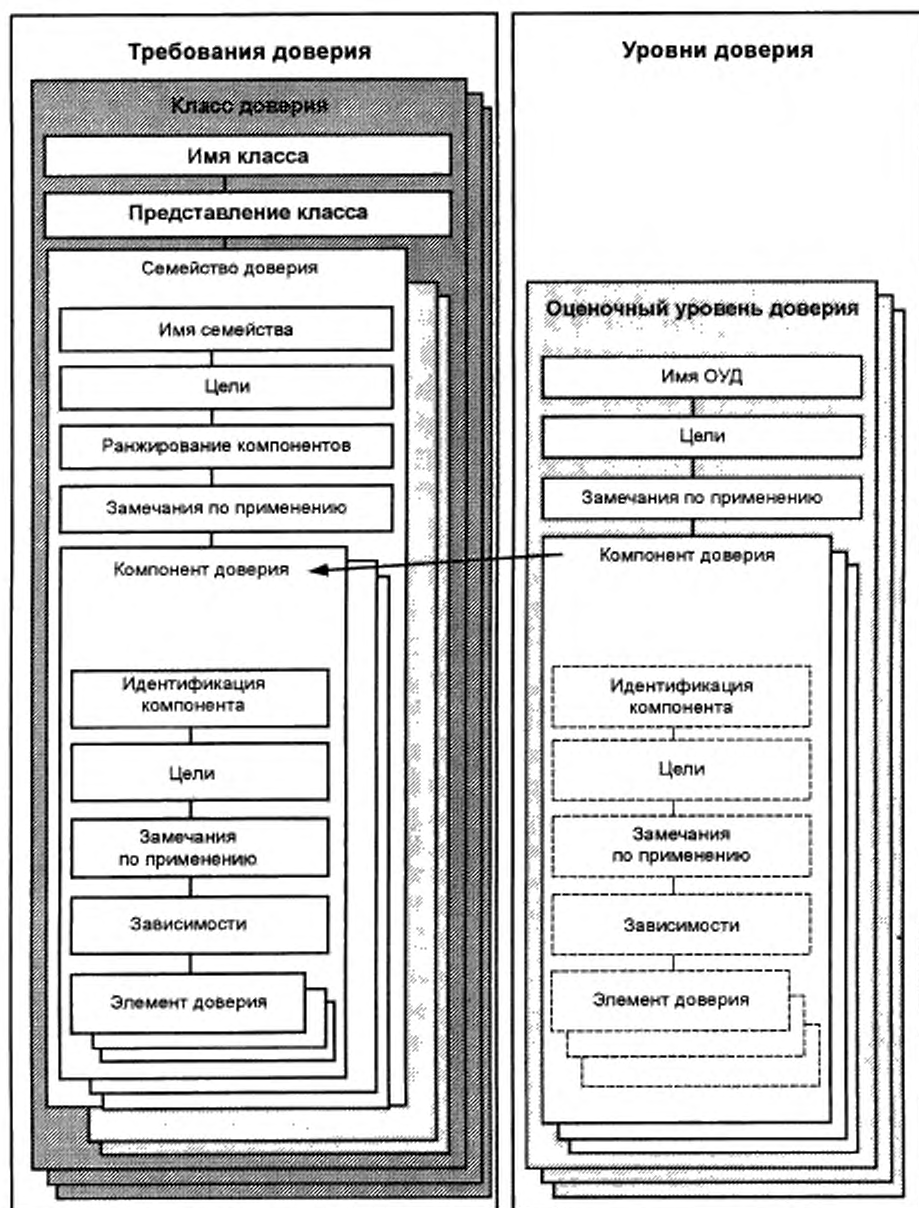 Требования доверия
Класс доверия
Имя класса
Представление класса
Семейство доверия
Имя семейства
Цели
Ранжирование компонентов
Замечания по применению
Компонент доверия
Идентификация
компонента
Цели
Замечания
по применению
Зависимости
Элемент доверия
Уровни доверия
Оценочный уровень доверия
Имя ОУД
Цели
Замечания по применению
Компонент доверия
Идентификация
компонента
Цели
Замечания
по применению
Зависимости
Элемент доверия